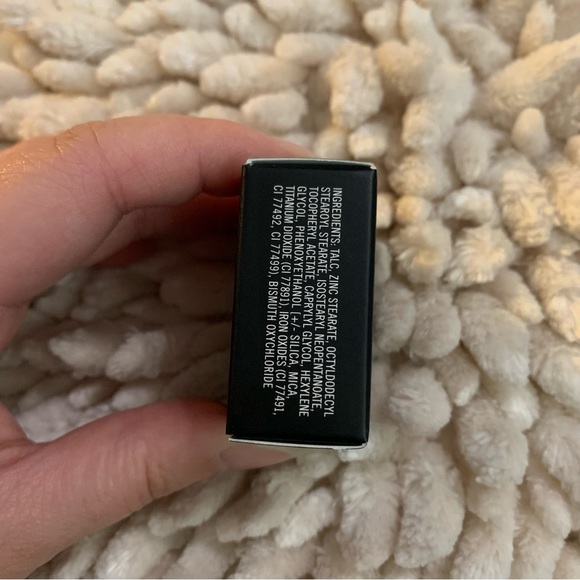 INGREDIENTS: TALC, ZINC STEARATE, OCTYLDODECYL
STEAROYL STEARATE, ISOSTEARYL NEOPENTANOATE,
TOCOPHERYL ACETATE, CAPRYLYL GLYCOL, HEXYLENE
GLYCOL, PHENOXYETHANOL [+/- SILICA, MICA,
TITANIUM DIOXIDE (CI 77891), IRON OXIDES (CI 77491,
CI 77492, CI 77499), BISMUTH OXYCHLORIDE